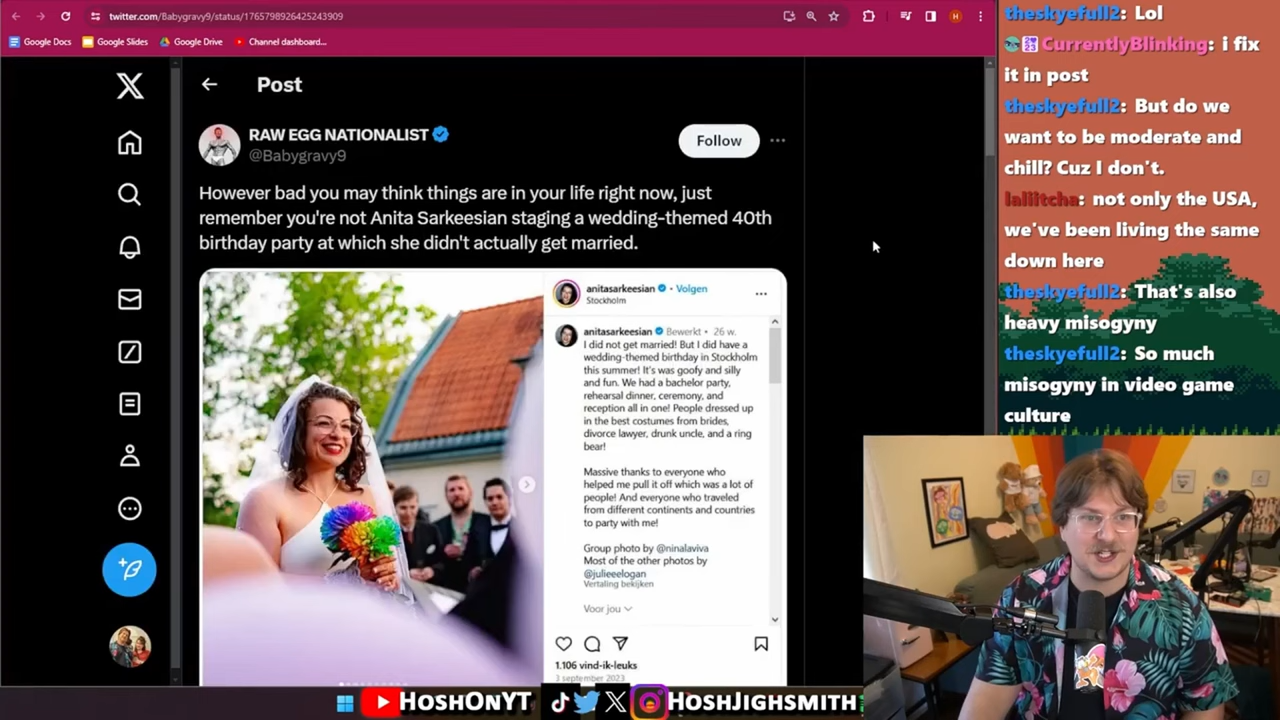 twitter.com/Babygravy9/status/1765798926425243909
Google Docs
Google Slides
Google Drive
Channel dashboard...
Post
RAW EGG NATIONALIST
@Babygravy9
Follow
However bad you may think things are in your life right now, just
remember you're not Anita Sarkeesian staging a wedding-themed 40th
birthday party at which she didn't actually get married.
anitasarkeesian • Volgen
Stockholm
anitasarkeesian Bewerkt • 26 w.
I did not get married! But I did have a
wedding-themed birthday in Stockholm
this summer! It's was goofy and silly
and fun. We had a bachelor party,
rehearsal dinner, ceremony, and
reception all in one! People dressed up
in the best costumes from brides,
divorce lawyer, drunk uncle, and a ring
bear!
Massive thanks to everyone who
helped me pull it off which was a lot of
people! And everyone who traveled
from different continents and countries
to party with me!
Group photo by @ninalaviva
Most of the other photos by
@julieeelogan
Vertaling bekijken
Voor jou
1.106 vind-ik-leuks
3 september 2023
theskyefull2: Lol
CurrentlyBlinking: i fix
it in post
theskyefull2: But do we
want to be moderate and
chill? Cuz I don't.
laliitcha: not only the USA,
we've been living the same
down here
theskyefull2: That's also
heavy misogyny
theskyefull2: So much
misogyny in video game
culture
HoshOnYT
HoshJighsmith